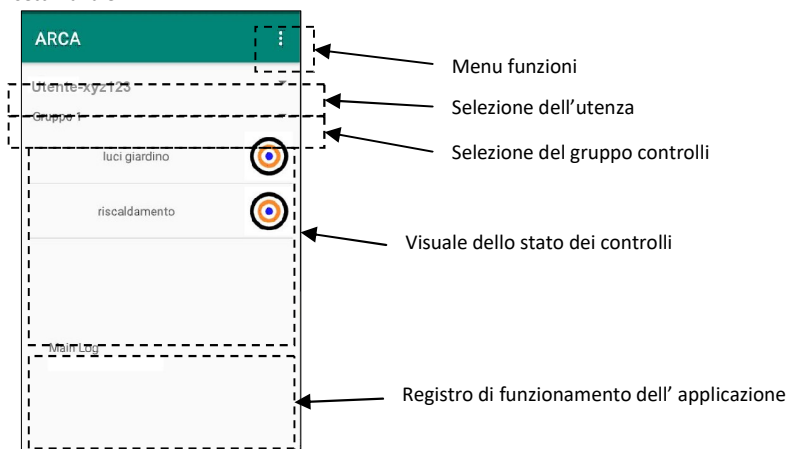 ARCA
Menu funzioni
Utente-xyz123
Selezione dell’utenza
Gruppo 1
Selezione del gruppo controlli
luci giardino
riscaldamento
Visuale dello stato dei controlli
Main Log
Registro di funzionamento dell’ applicazione